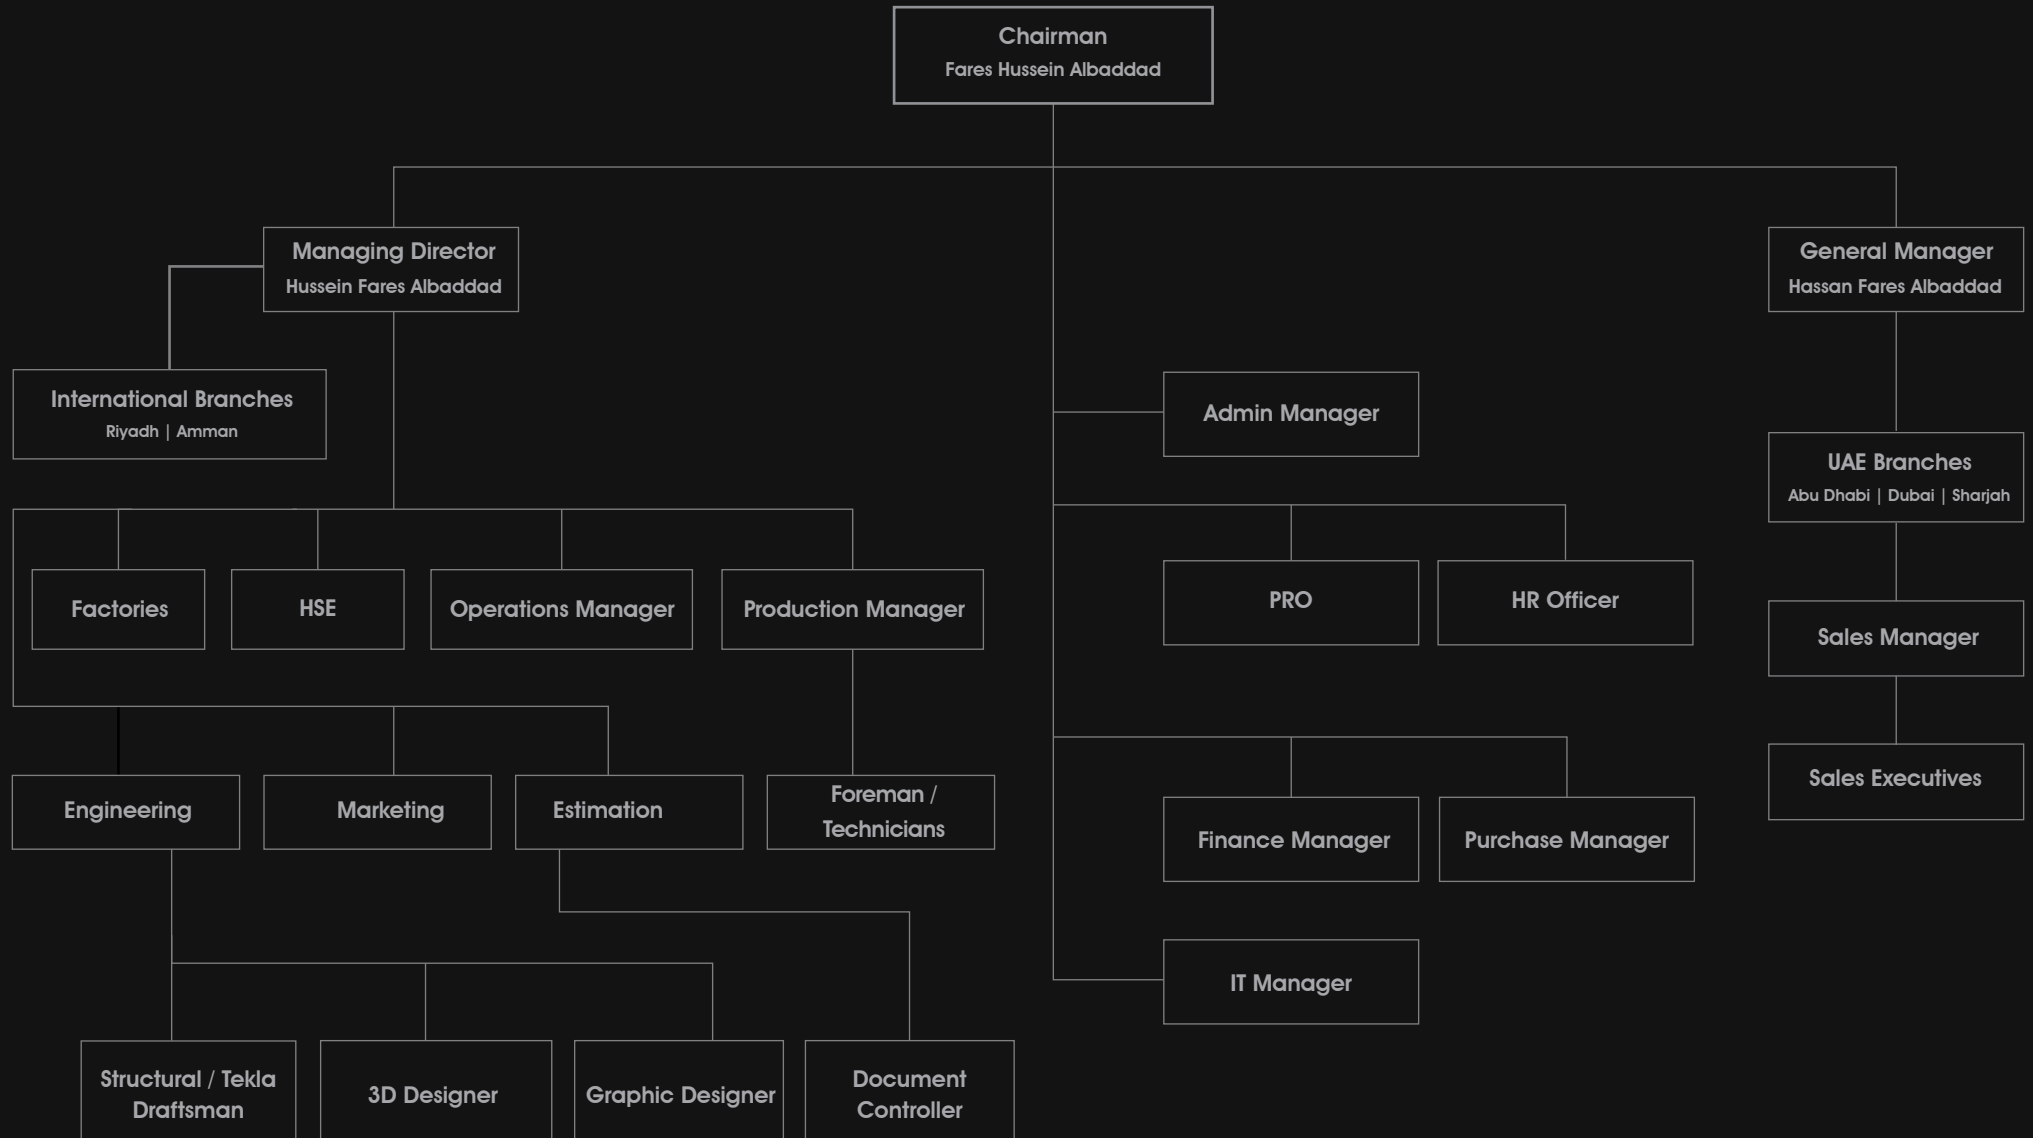 Chairman
Fares Hussein Albaddad
Managing Director
Hussein Fares Albaddad
General Manager
Hassan Fares Albaddad
International Branches
Riyadh | Amman
Admin Manager
UAE Branches
Abu Dhabi | Dubai | Sharjah
Factories
HSE
Operations Manager
Production Manager
PRO
HR Officer
Sales Manager
Engineering
Marketing
Estimation
Foreman /
Technicians
Finance Manager
Purchase Manager
Sales Executives
IT Manager
Structural / Tekla
Draftsman
3D Designer
Graphic Designer
Document
Controller